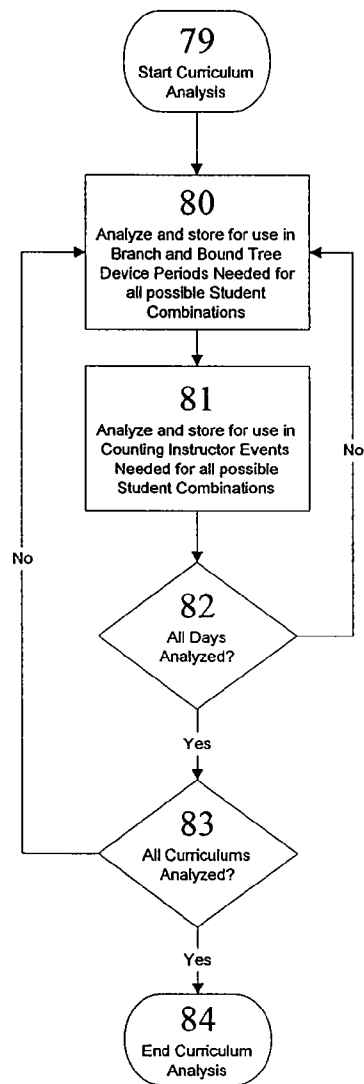 79
Start Curriculum
Analysis
80
Analyze and store for use in
Branch and Bound Tree
Device Periods Needed for
all possible Student
Combinations
81
Analyze and store for use in
Counting Instructor Events
Needed for all possible
Student Combinations
No
No
82
All Days
Analyzed?
Yes
83
All Curriculums
Analyzed?
Yes
84
End Curriculum
Analysis